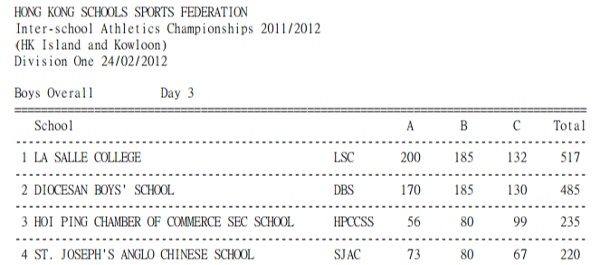 HONG KONG SCHOOLS SPORTS FEDERATION
Inter-school Athletics Championships 2011/2012
(HK Island and Kowloon)
Division One 24/02/2012
Boys Overall Day 3
School A B C Total
1 LA SALLE COLLEGE LSC 200 185 132 517
2 DIOCESAN BOYS' SCHOOL DBS 170 185 130 485
3 HOI PING CHAMBER OF COMMERCE SEC SCHOOL HPCCSS 56 80 99 235
4 ST. JOSEPH'S ANGLO CHINESE SCHOOL SJAC 73 80 67 220